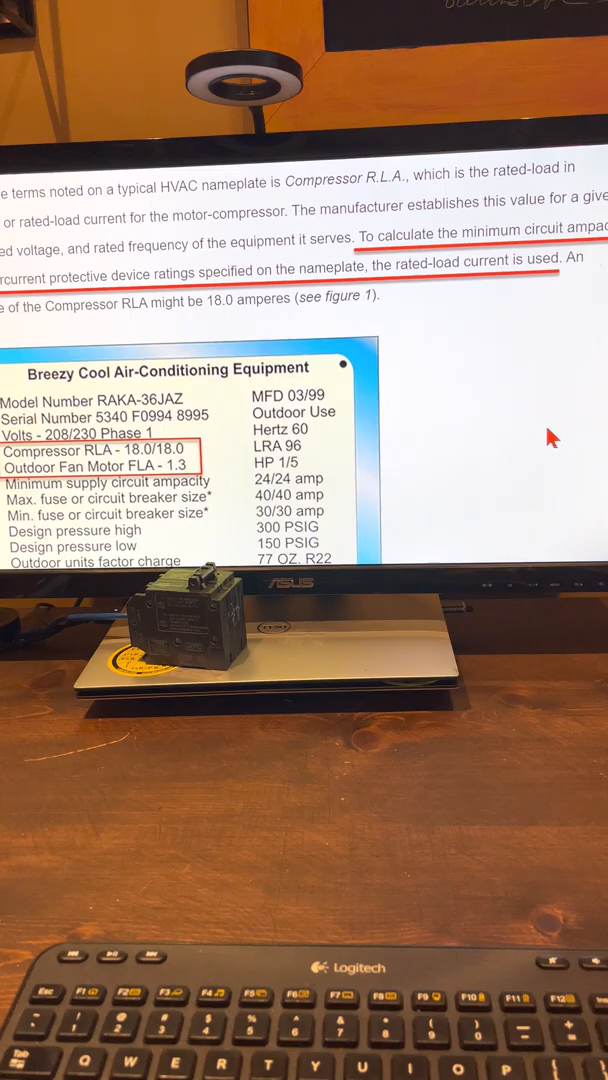 e terms noted on a typical HVAC nameplate is Compressor R.L.A., which is the rated-load in
or rated-load current for the motor-compressor. The manufacturer establishes this value for a give
ed voltage, and rated frequency of the equipment it serves. To calculate the minimum circuit ampac
rcurrent protective device ratings specified on the nameplate, the rated-load current is used. An
e of the Compressor RLA might be 18.0 amperes (see figure 1).
Breezy Cool Air-Conditioning Equipment
Model Number RAKA-36JAZ MFD 03/99
Serial Number 5340 F0994 8995 Outdoor Use
Volts - 208/230 Phase 1 Hertz 60
Compressor RLA - 18.0/18.0 LRA 96
Outdoor Fan Motor FLA - 1.3 HP 1/5
Minimum supply circuit ampacity 24/24 amp
Max. fuse or circuit breaker size* 40/40 amp
Min. fuse or circuit breaker size* 30/30 amp
Design pressure high 300 PSIG
Design pressure low 150 PSIG
Outdoor units factor charge 77 OZ. R22
ASUS
DELL
Logitech
Esc F1 F2 F3 F4 F5 F6 F7 F8 F9 F10 F11 F12 Ins
~ ! @ # $ % ^ & * ( ) _ +
` 1 2 3 4 5 6 7 8 9 0 - =
Tab Q W E R T Y U I O P { [